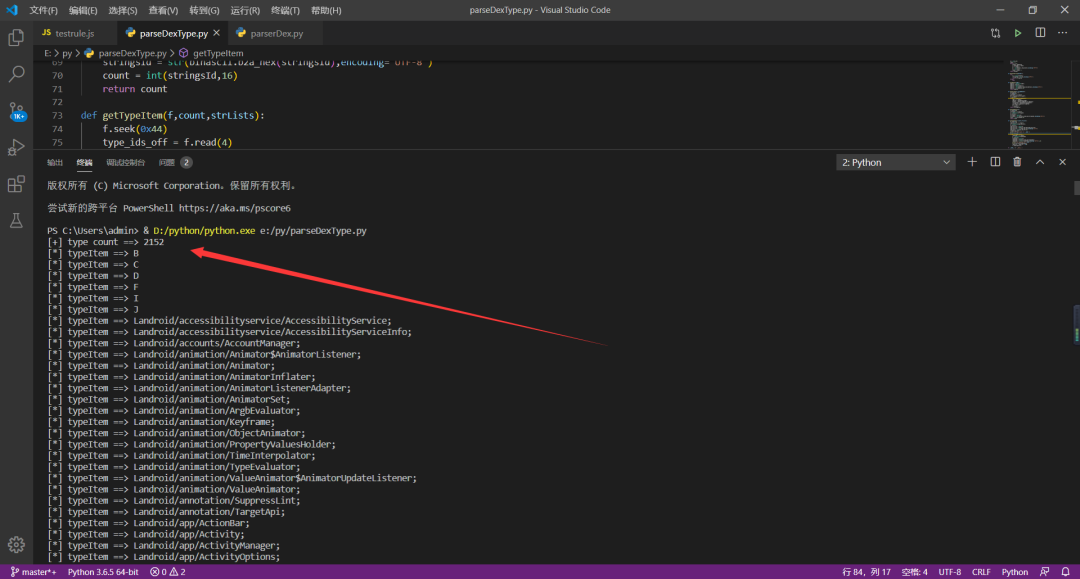 文件(F) 编辑(E) 选择(S) 查看(V) 转到(G) 运行(R) 终端(T) 帮助(H) parseDexType.py - Visual Studio Code
JS testrule.js parseDexType.py parserDex.py
E: > py > parseDexType.py > getTypeItem
69 stringsId = str(binascii.b2a_hex(stringsId),encoding='UTF-8')
70 count = int(stringsId,16)
71 return count
72
73 def getTypeItem(f,count,strLists):
74 f.seek(0x44)
75 type_ids_off = f.read(4)
输出 终端 调试控制台 问题 2 2: Python
版权所有 (C) Microsoft Corporation。保留所有权利。
尝试新的跨平台 PowerShell https://aka.ms/pscore6
PS C:\Users\admin> & D:/python/python.exe e:/py/parseDexType.py
[+] type count ==> 2152
[*] typeItem ==> B
[*] typeItem ==> C
[*] typeItem ==> D
[*] typeItem ==> F
[*] typeItem ==> I
[*] typeItem ==> J
[*] typeItem ==> Landroid/accessibilityservice/AccessibilityService;
[*] typeItem ==> Landroid/accessibilityservice/AccessibilityServiceInfo;
[*] typeItem ==> Landroid/accounts/AccountManager;
[*] typeItem ==> Landroid/animation/Animator$AnimatorListener;
[*] typeItem ==> Landroid/animation/Animator;
[*] typeItem ==> Landroid/animation/AnimatorInflater;
[*] typeItem ==> Landroid/animation/AnimatorListenerAdapter;
[*] typeItem ==> Landroid/animation/AnimatorSet;
[*] typeItem ==> Landroid/animation/ArgbEvaluator;
[*] typeItem ==> Landroid/animation/Keyframe;
[*] typeItem ==> Landroid/animation/ObjectAnimator;
[*] typeItem ==> Landroid/animation/PropertyValuesHolder;
[*] typeItem ==> Landroid/animation/TimeInterpolator;
[*] typeItem ==> Landroid/animation/TypeEvaluator;
[*] typeItem ==> Landroid/animation/ValueAnimator$AnimatorUpdateListener;
[*] typeItem ==> Landroid/animation/ValueAnimator;
[*] typeItem ==> Landroid/annotation/SuppressLint;
[*] typeItem ==> Landroid/annotation/TargetApi;
[*] typeItem ==> Landroid/app/ActionBar;
[*] typeItem ==> Landroid/app/Activity;
[*] typeItem ==> Landroid/app/ActivityManager;
[*] typeItem ==> Landroid/app/ActivityOptions;
1K+
master*+ Python 3.6.5 64-bit 0 2 行 84，列 17 空格: 4 UTF-8 CRLF Python